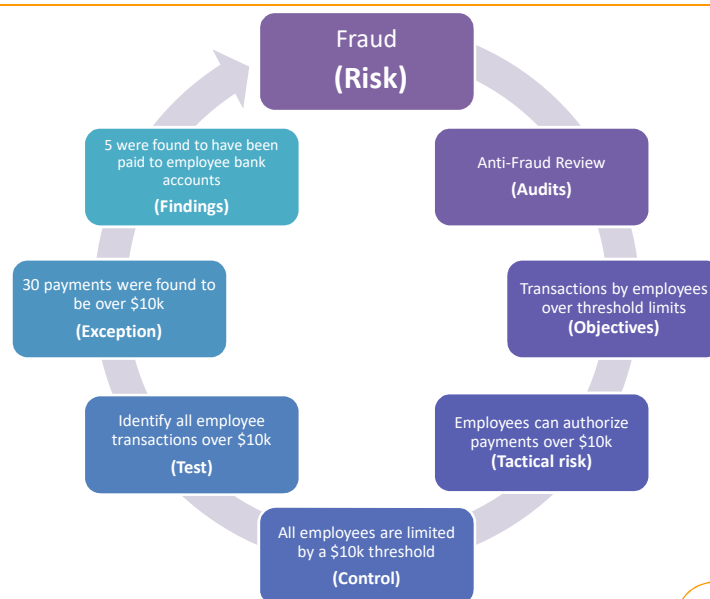 Fraud
(Risk)
Anti-Fraud Review
(Audits)
Transactions by employees
over threshold limits
(Objectives)
Employees can authorize
payments over $10k
(Tactical risk)
All employees are limited
by a $10k threshold
(Control)
Identify all employee
transactions over $10k
(Test)
30 payments were found to
be over $10k
(Exception)
5 were found to have been
paid to employee bank
accounts
(Findings)